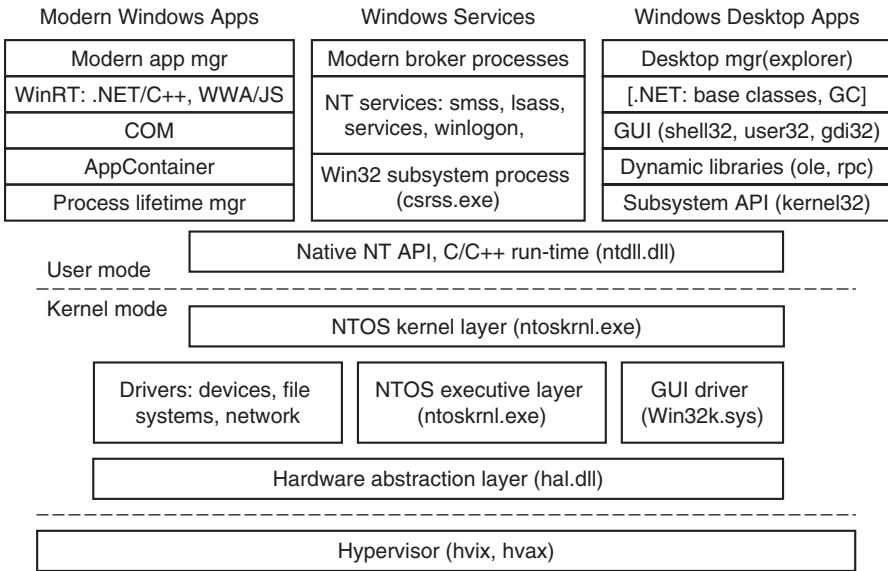 Modern Windows Apps
Windows Services
Windows Desktop Apps
Modern app mgr
WinRT: .NET/C++, WWA/JS
COM
AppContainer
Process lifetime mgr
Modern broker processes
NT services: smss, lsass,
services, winlogon,
Win32 subsystem process
(csrss.exe)
Desktop mgr(explorer)
[.NET: base classes, GC]
GUI (shell32, user32, gdi32)
Dynamic libraries (ole, rpc)
Subsystem API (kernel32)
Native NT API, C/C++ run-time (ntdll.dll)
User mode
Kernel mode
NTOS kernel layer (ntoskrnl.exe)
Drivers: devices, file
systems, network
NTOS executive layer
(ntoskrnl.exe)
GUI driver
(Win32k.sys)
Hardware abstraction layer (hal.dll)
Hypervisor (hvix, hvax)